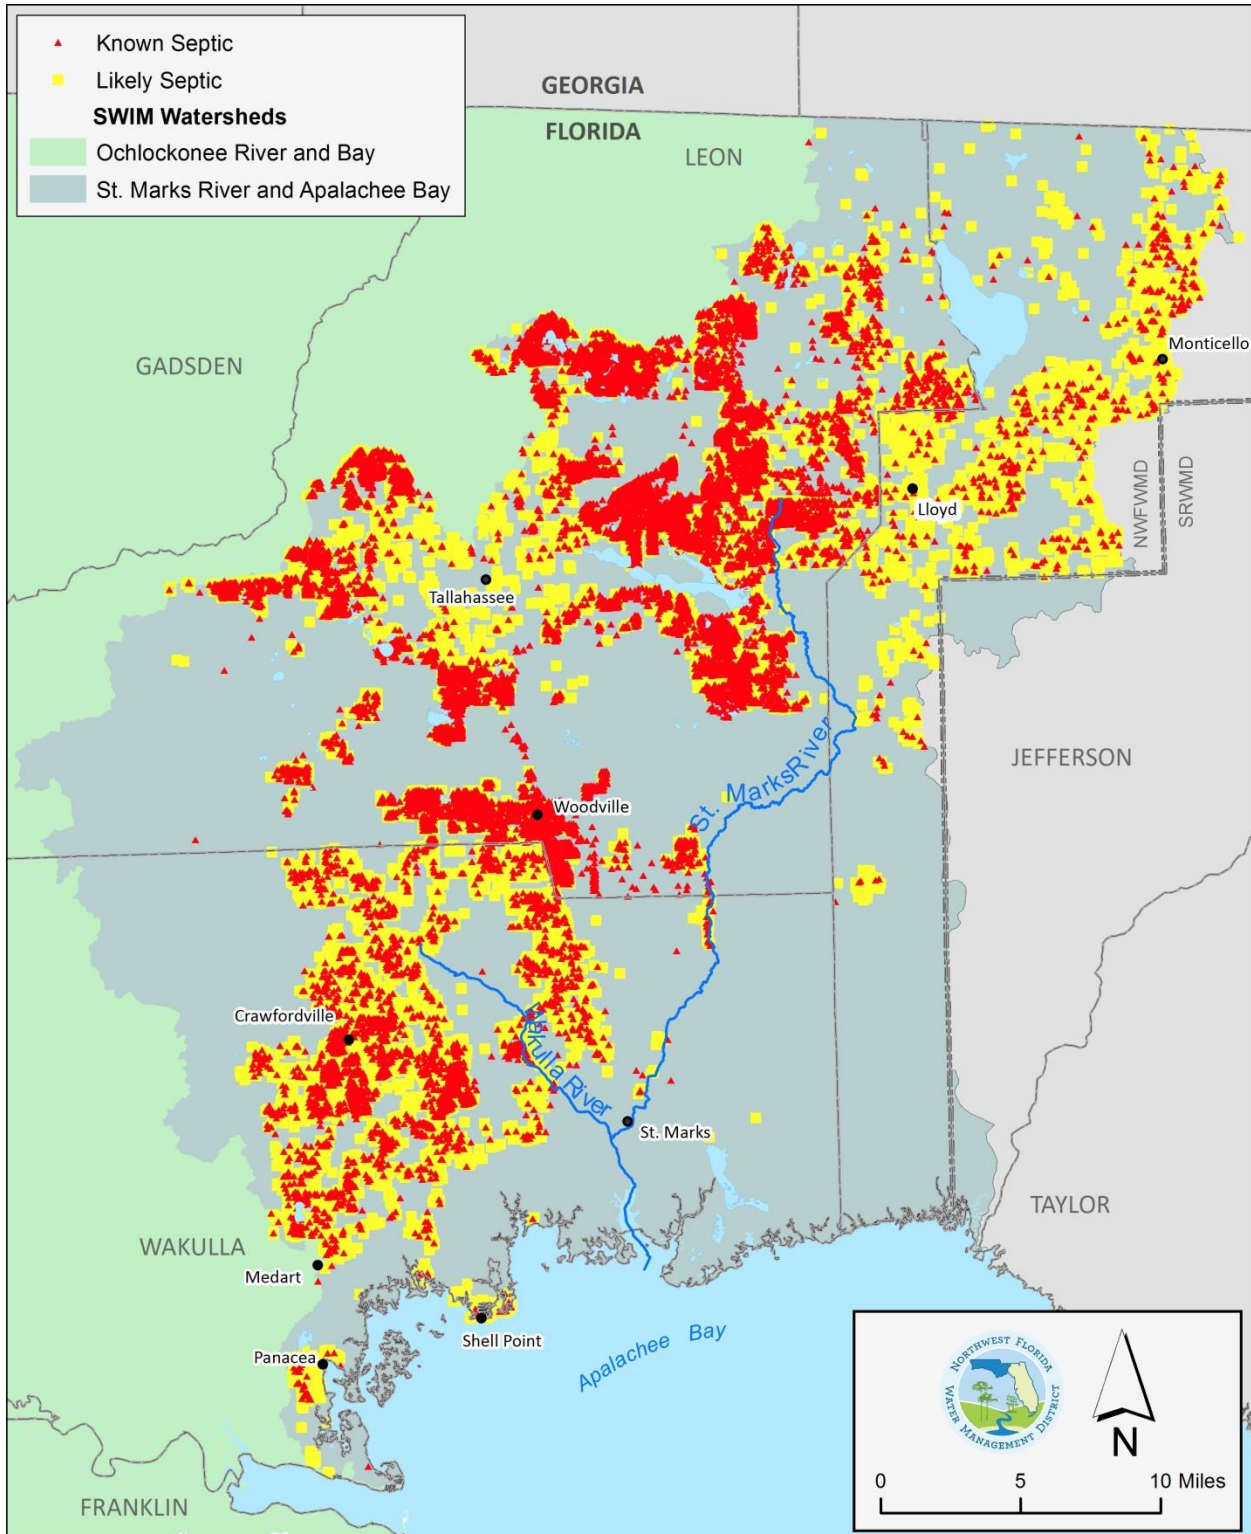 Known Septic
Likely Septic
SWIM Watersheds
Ochlockonee River and Bay
St. Marks River and Apalachee Bay
GEORGIA
FLORIDA
LEON
GADSDEN
Monticello
NWFWMD
SRWMD
Lloyd
Tallahassee
St. Marks River
JEFFERSON
Woodville
Crawfordville
Wakulla River
St. Marks
TAYLOR
WAKULLA
Medart
Shell Point
Panacea
Apalachee Bay
FRANKLIN
NORTHWEST FLORIDA
WATER MANAGEMENT DISTRICT
N
0 5 10 Miles